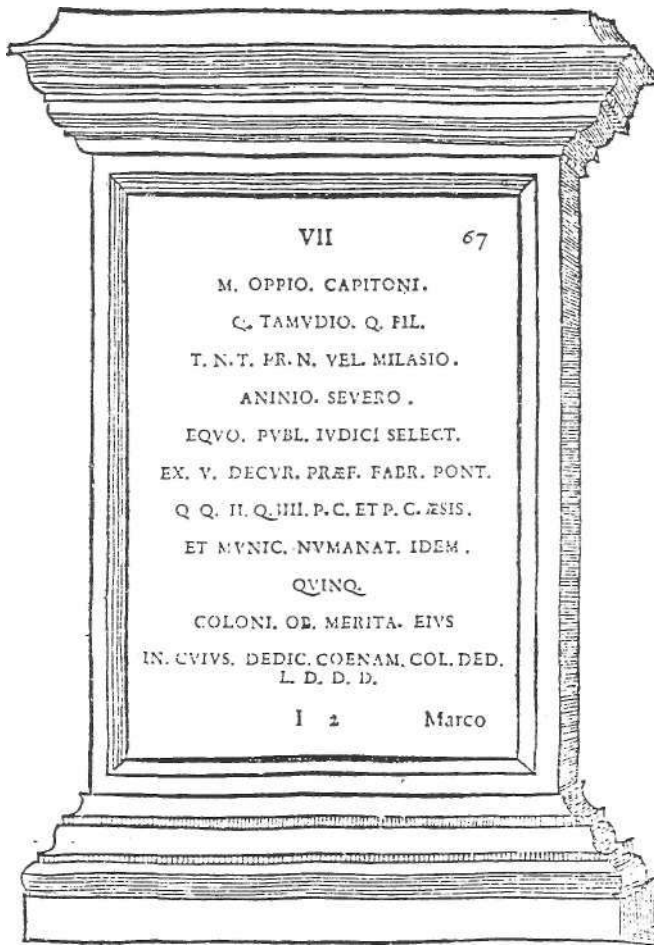 VII 67
M. OPPIO. CAPITONI.
Q. TAMVDIO. Q. FIL.
T. N. T. PR. N. VEL. MILASIO.
ANINIO. SEVERO.
EQVO. PVBL. IVDICI SELECT.
EX. V. DECVR. PRÆF. FABR. PONT.
Q Q. II. Q. IIII. P. C. ET P. C. ÆSIS.
ET MVNIC. NVMANAT. IDEM.
QVINQ.
COLONI. OB. MERITA. EIVS
IN. CVIVS. DEDIC. COENAM. COL. DED.
L. D. D. D.
I 2 Marco